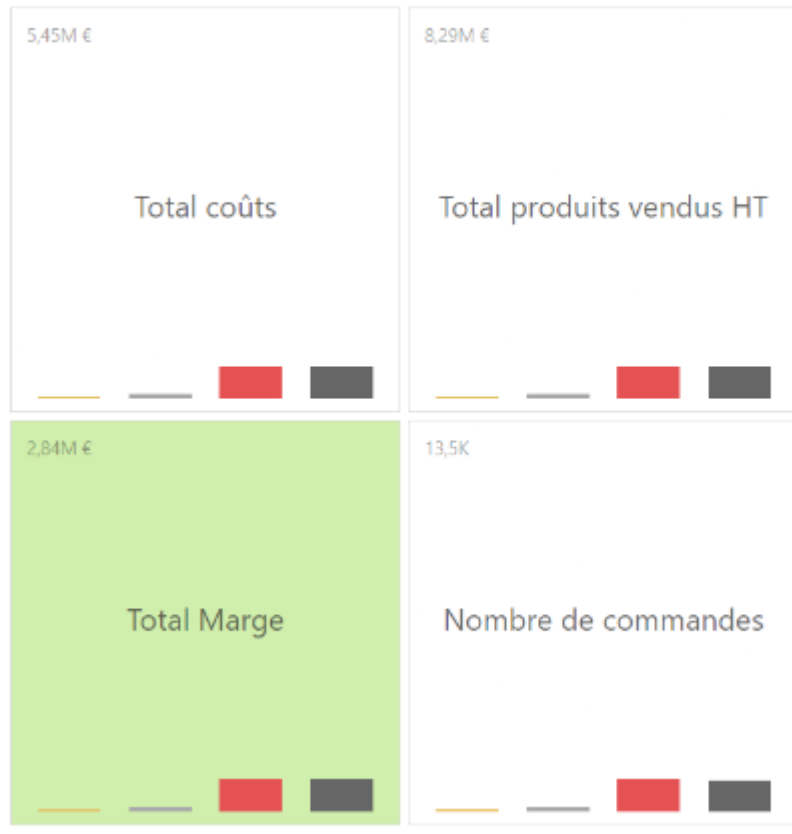 5,45M €
Total coûts
8,29M €
Total produits vendus HT
2,84M €
Total Marge
13,5K
Nombre de commandes